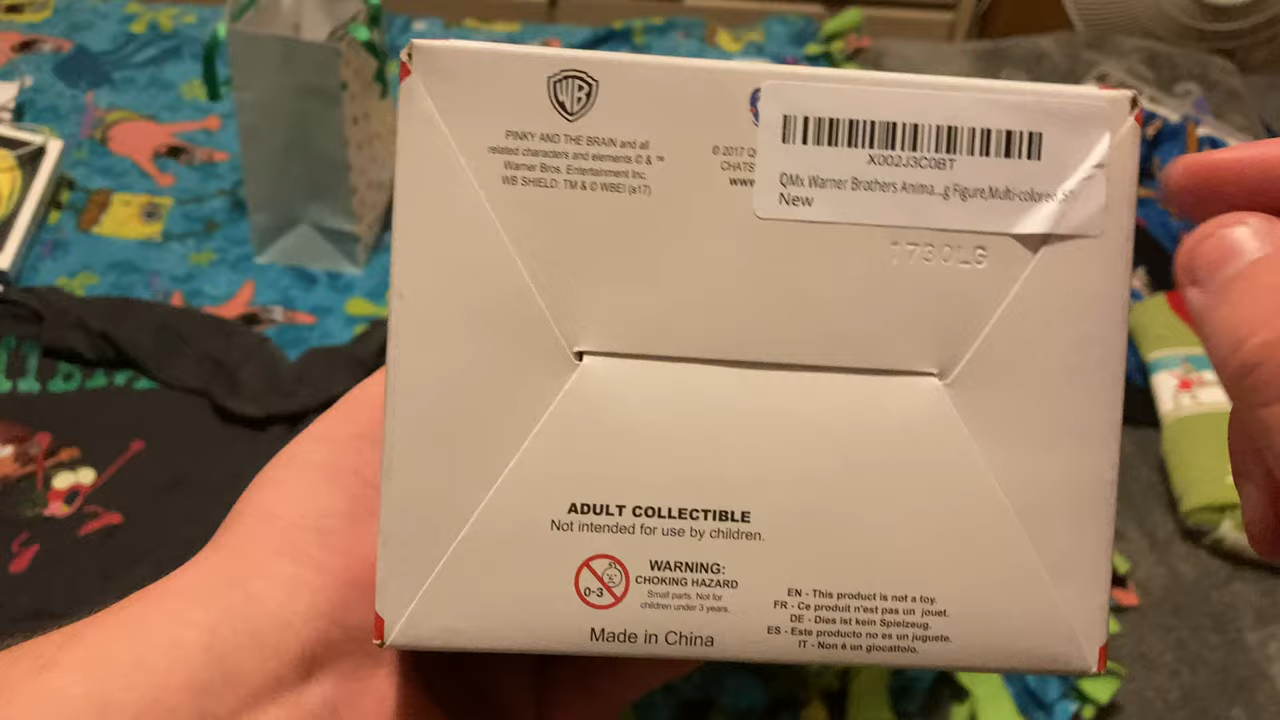 WB
PINKY AND THE BRAIN and all
related characters and elements © & ™
Warner Bros. Entertainment Inc.
WB SHIELD: TM & © WBEI (s17)
© 2017 Q
CHATS
www
X002J3C0BT
QMx Warner Brothers Anima...g Figure,Multi-colored
New
1730LG
ADULT COLLECTIBLE
Not intended for use by children.
0-3
WARNING:
CHOKING HAZARD
Small parts. Not for
children under 3 years.
Made in China
EN - This product is not a toy.
FR - Ce produit n'est pas un jouet.
DE - Dies ist kein Spielzeug.
ES - Este producto no es un juguete.
IT - Non è un giocattolo.